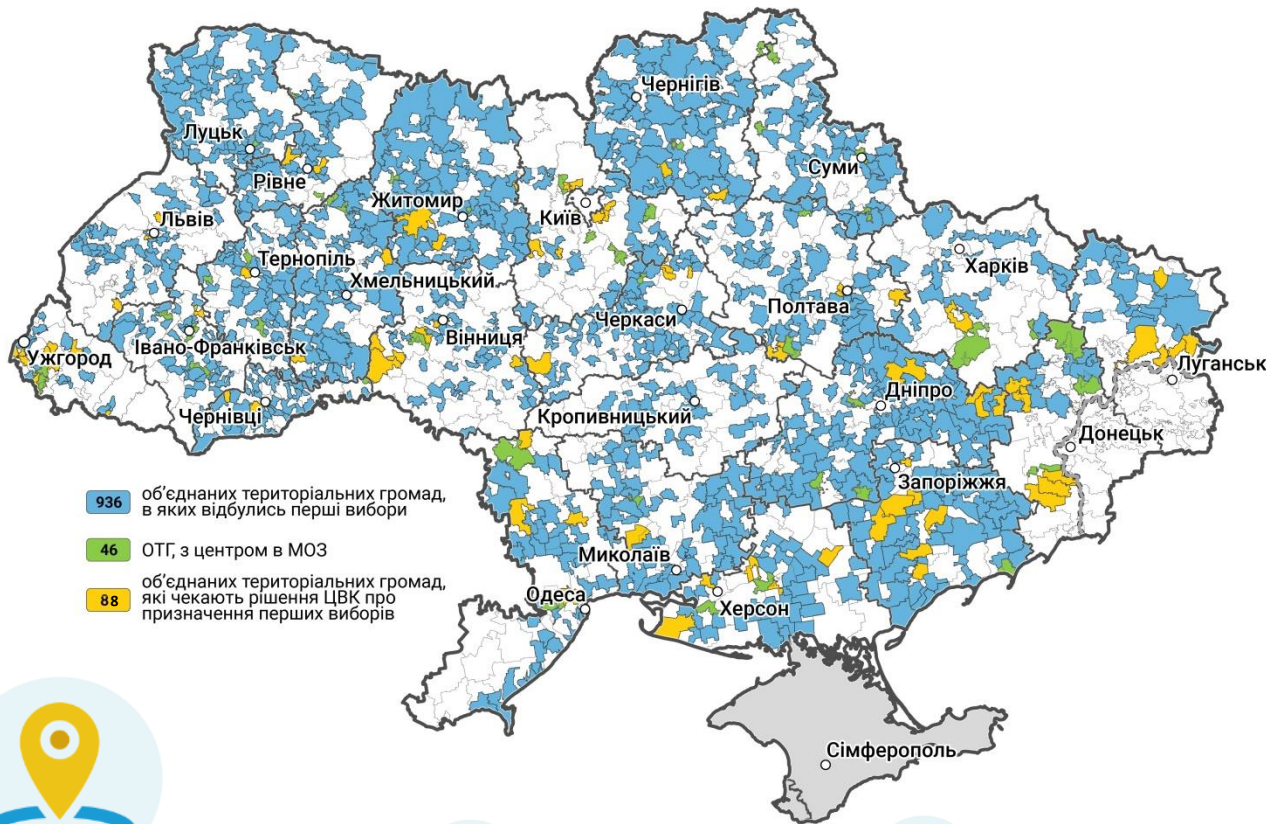 Чернігів
Луцьк
Суми
Рівне
Житомир
Київ
Львів
Харків
Тернопіль
Хмельницький
Полтава
Черкаси
Вінниця
Ужгород
Івано-Франківськ
Луганськ
Дніпро
Чернівці
Кропивницький
Донецьк
Запоріжжя
936 об’єднаних територіальних громад,
в яких відбулись перші вибори
46 ОТГ, з центром в МОЗ
88 об’єднаних територіальних громад,
які чекають рішення ЦВК про
призначення перших виборів
Миколаїв
Одеса
Херсон
Сімферополь